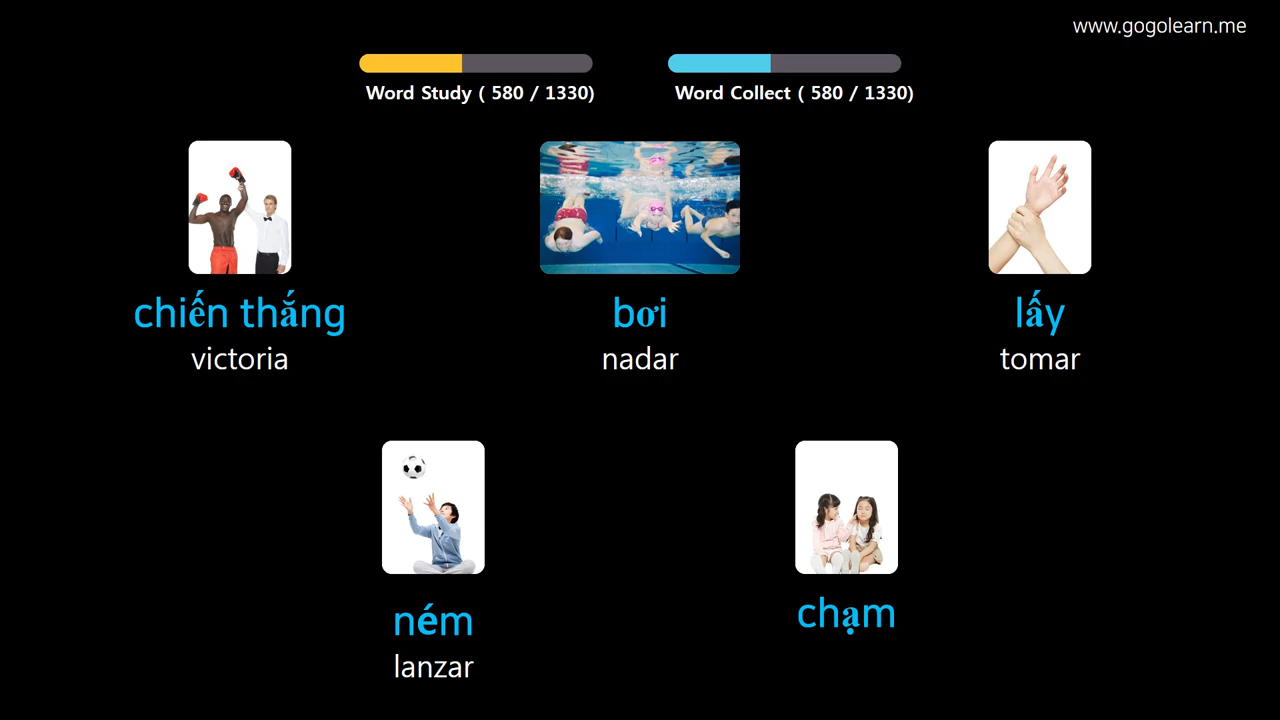 www.gogolearn.me
Word Study ( 580 / 1330)
Word Collect ( 580 / 1330)
chiến thắng
victoria
bơi
nadar
lấy
tomar
ném
lanzar
chạm